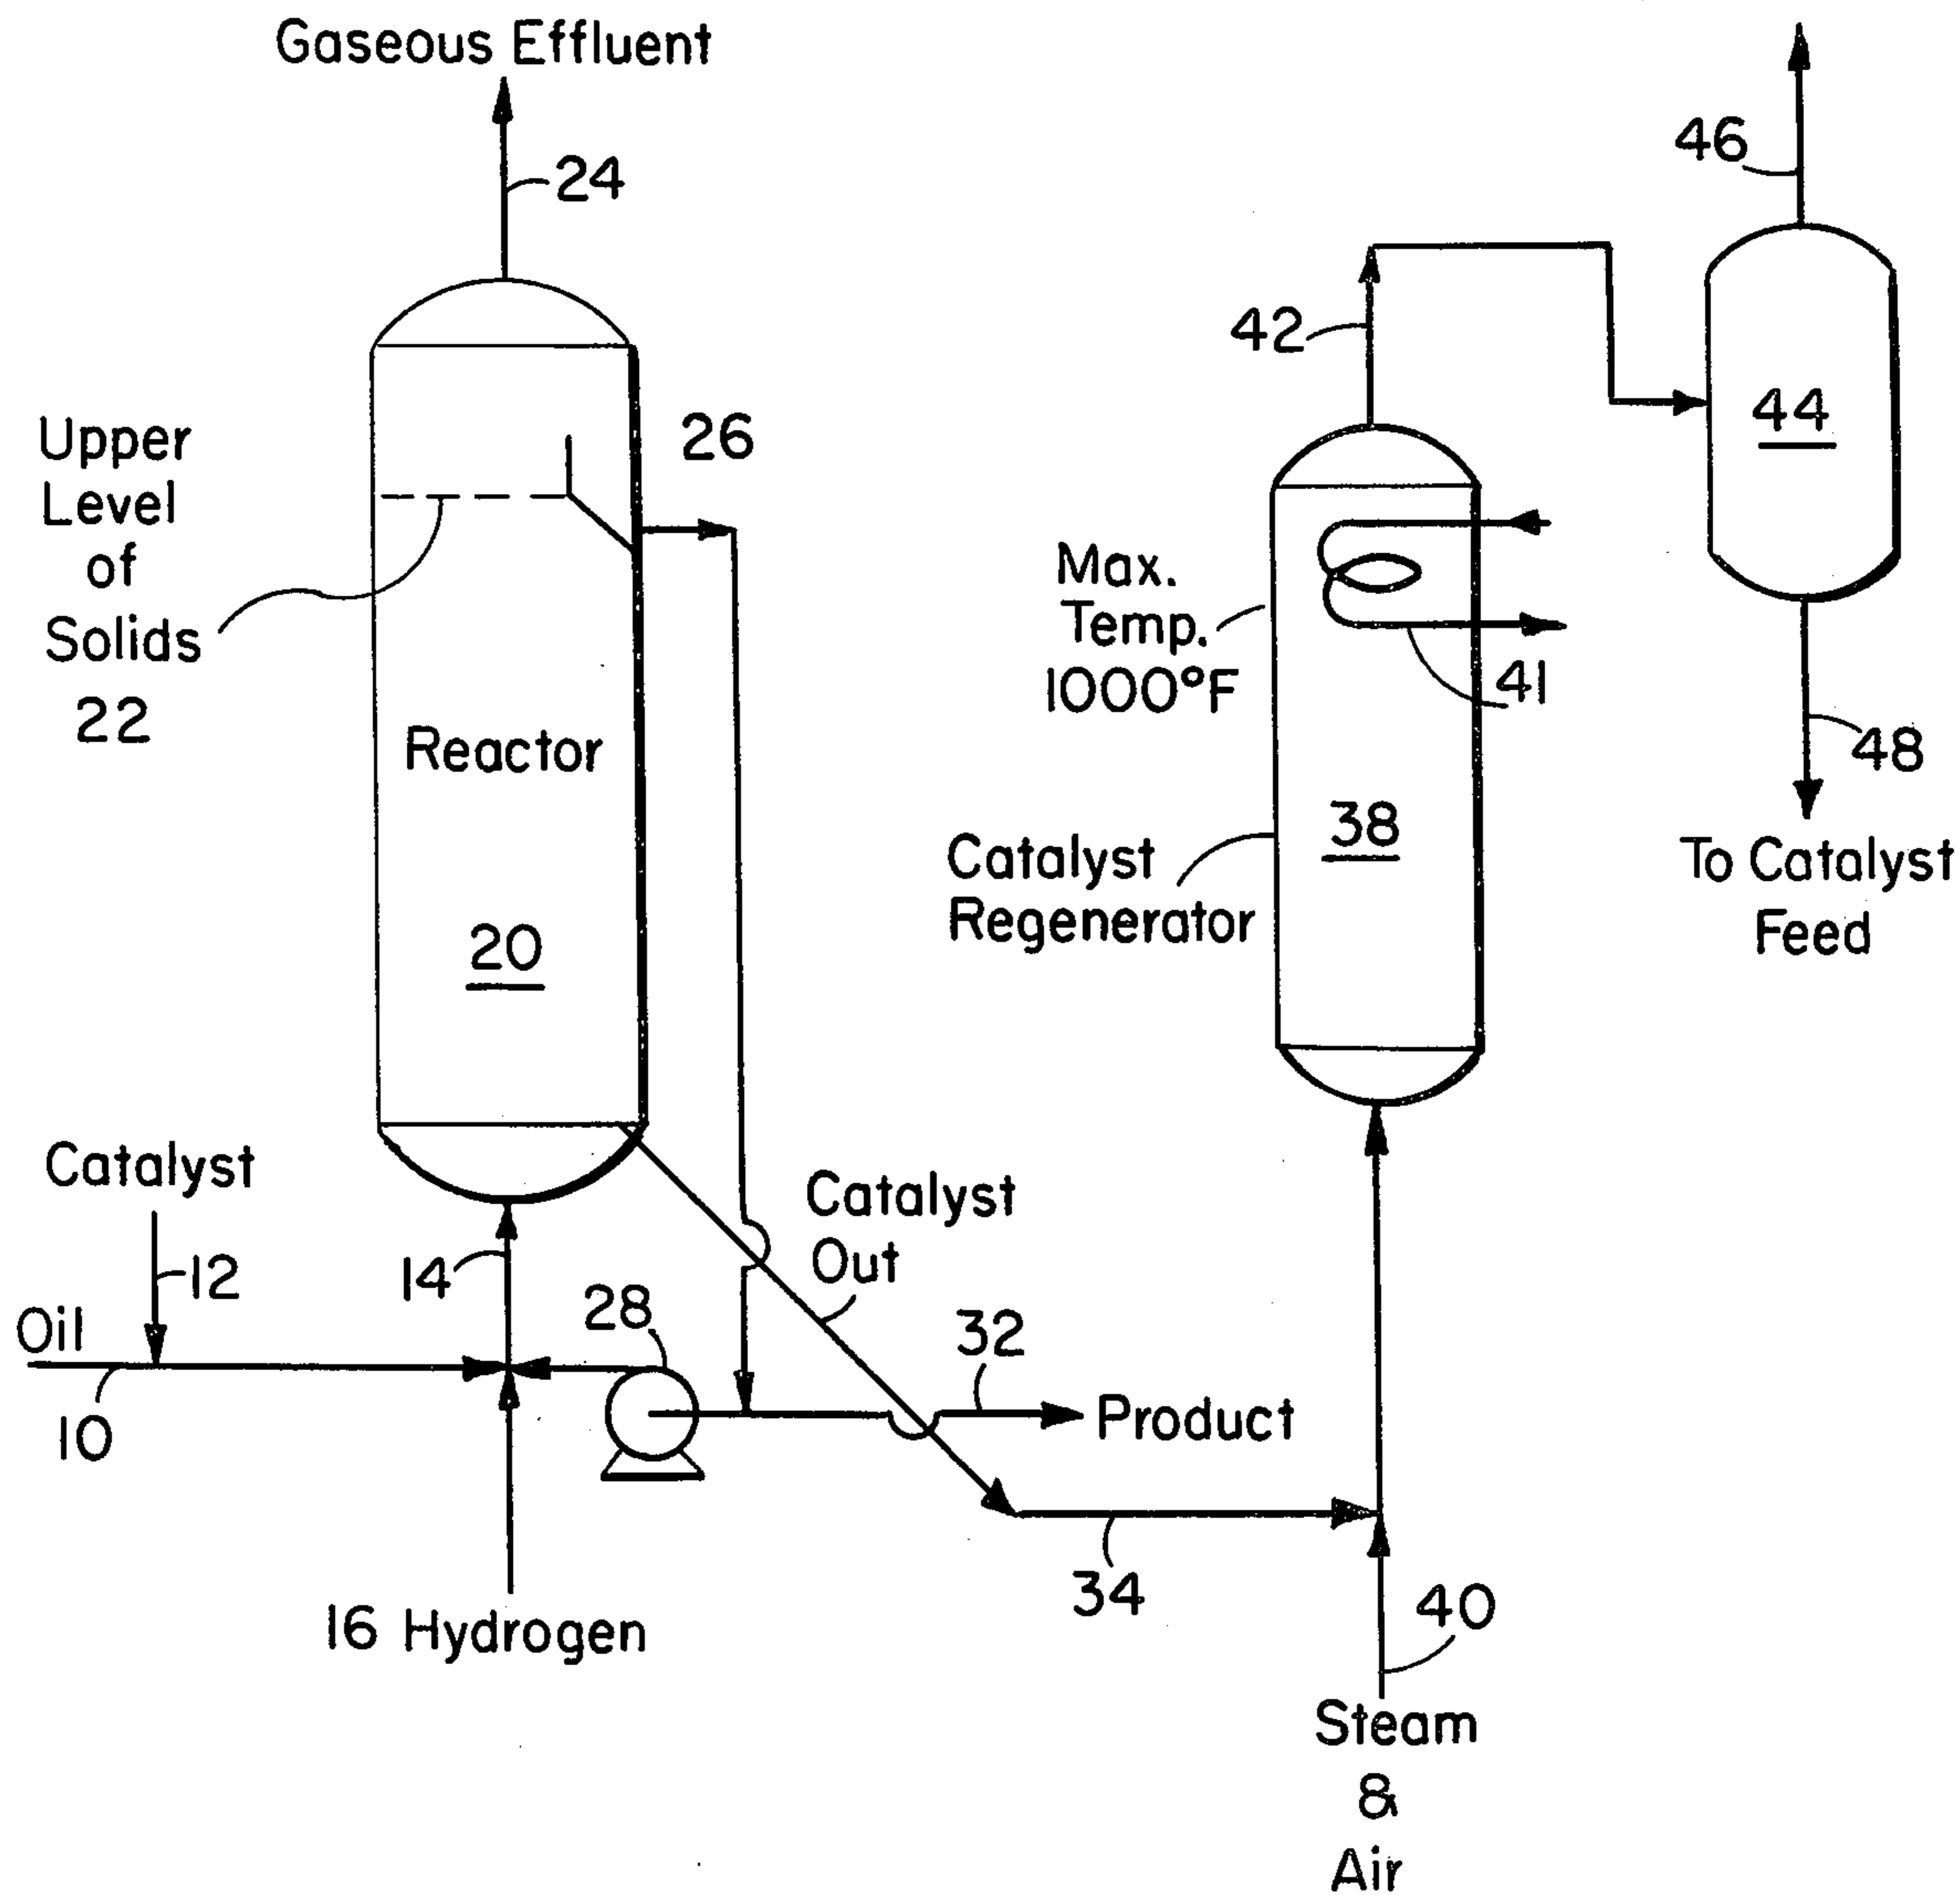 Gaseous Effluent
24
46
42
44
Upper
Level
of
Solids
22
26
Max.
Temp.
1000°F
41
Reactor
48
38
To Catalyst
Feed
Catalyst
Regenerator
20
Catalyst
12
14
Catalyst
Out
28
32
Oil
10
Product
16 Hydrogen
34
40
Steam
&
Air